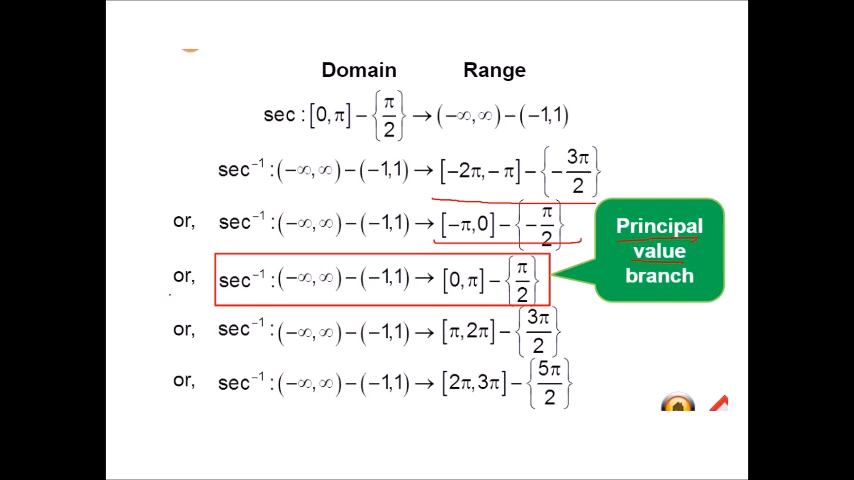 Domain Range
sec : [0, π] − {π/2} → (−∞, ∞) − (−1,1)
sec⁻¹ : (−∞, ∞) − (−1,1) → [−2π, − π] − {−3π/2}
or, sec⁻¹ : (−∞, ∞) − (−1,1) → [−π, 0] − {−π/2}
or, sec⁻¹ : (−∞, ∞) − (−1,1) → [0, π] − {π/2}
or, sec⁻¹ : (−∞, ∞) − (−1,1) → [π, 2π] − {3π/2}
or, sec⁻¹ : (−∞, ∞) − (−1,1) → [2π, 3π] − {5π/2}
Principal
value
branch